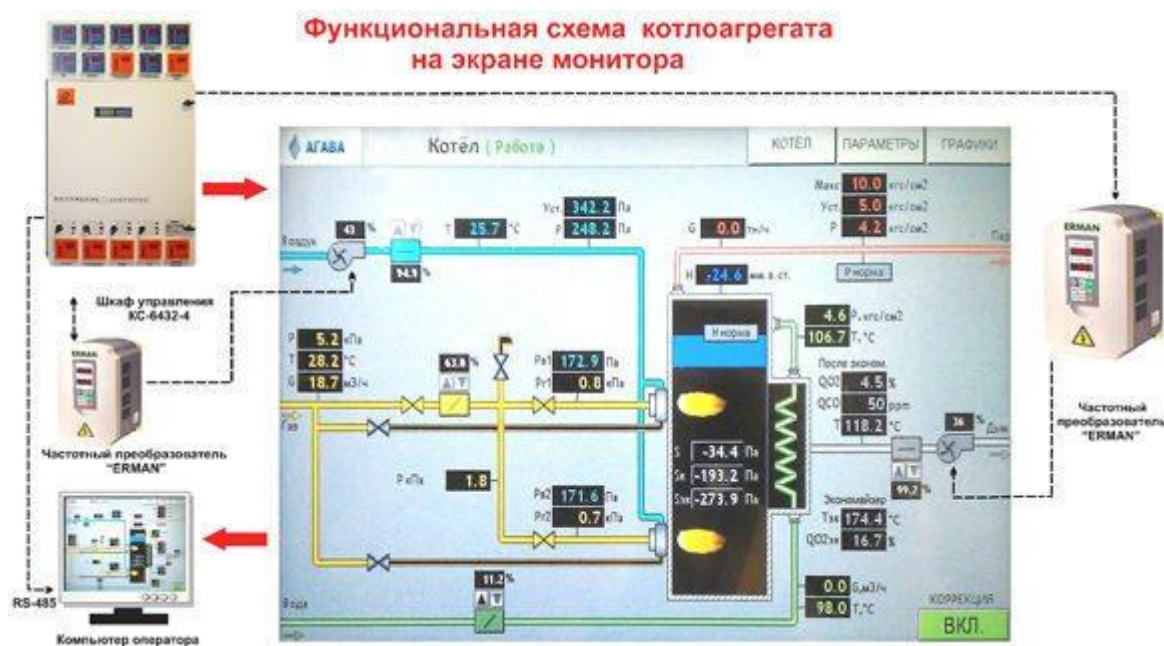 Функциональная схема котлоагрегата
на экране монитора
АГАВА
Котёл (Работа)
КОТЁЛ
ПАРАМЕТРЫ
ГРАФИКИ
Макс 10.0 кгс/см2
Уст. 5.0 кгс/см2
P 4.2 кгс/см2
P норма
Уст. 342.2 Па
P 248.2 Па
G 0.0 тн/ч
Пар
Воздух
43 %
T 25.7 °C
94.9 %
H -24.6 мм.в.ст.
Н норма
ERMAN
Шкаф управления
КС-6432-4
P 5.2 кПа
T 28.2 °C
G 18.7 м3/ч
63.8 %
Рв1 172.9 Па
Рг1 0.8 кПа
4.6 P, кгс/см2
106.7 T, °C
После эконом.
QO2 4.5 %
QCO 50 ppm
T 118.2 °C
36 %
Дым
99.7 %
ERMAN
Частотный преобразователь
"ERMAN"
Частотный
преобразователь
"ERMAN"
Газ
S -34.4 Па
Sк -193.2 Па
Sэк -273.9 Па
P кПа 1.8
Рв2 171.6 Па
Рг2 0.7 кПа
Экономайзер
Tэк 174.4 °C
QO2эк 16.7 %
11.2 %
Вода
0.0 G, м3/ч
98.0 T, °C
КОРРЕКЦИЯ
ВКЛ.
RS-485
Компьютер оператора